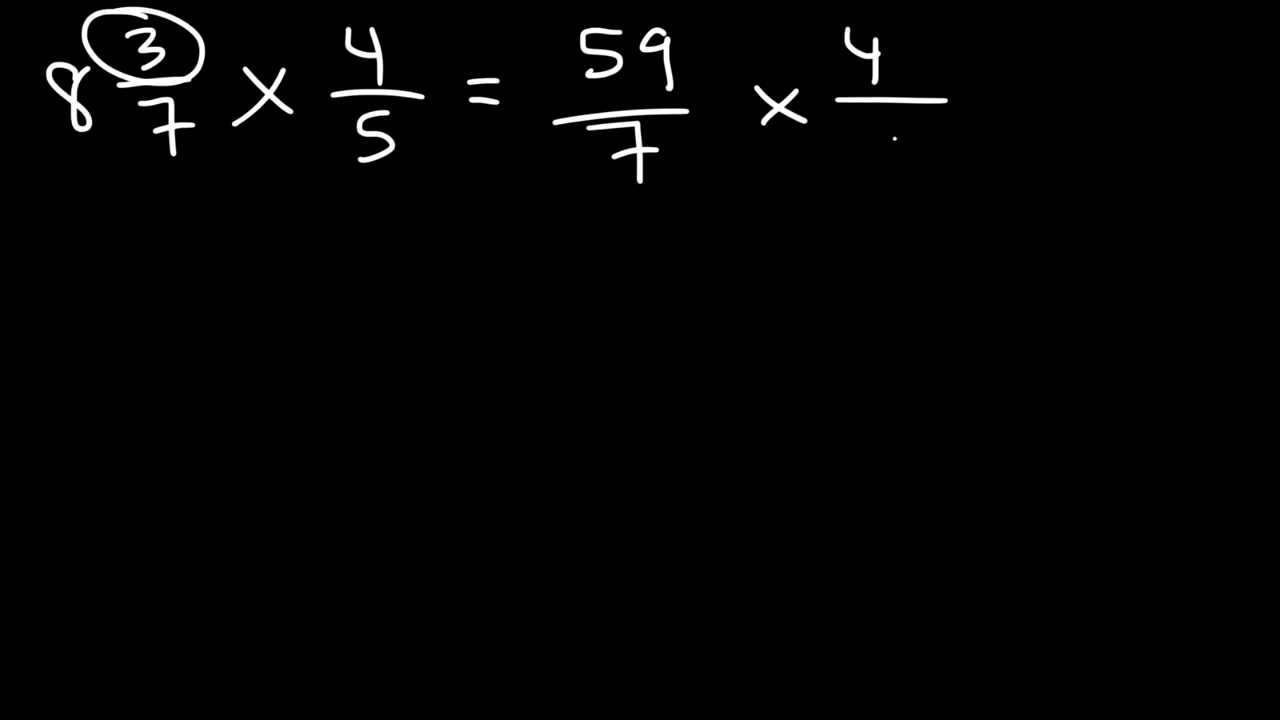 8 3/7 × 4/5 = 59/7 × 4/